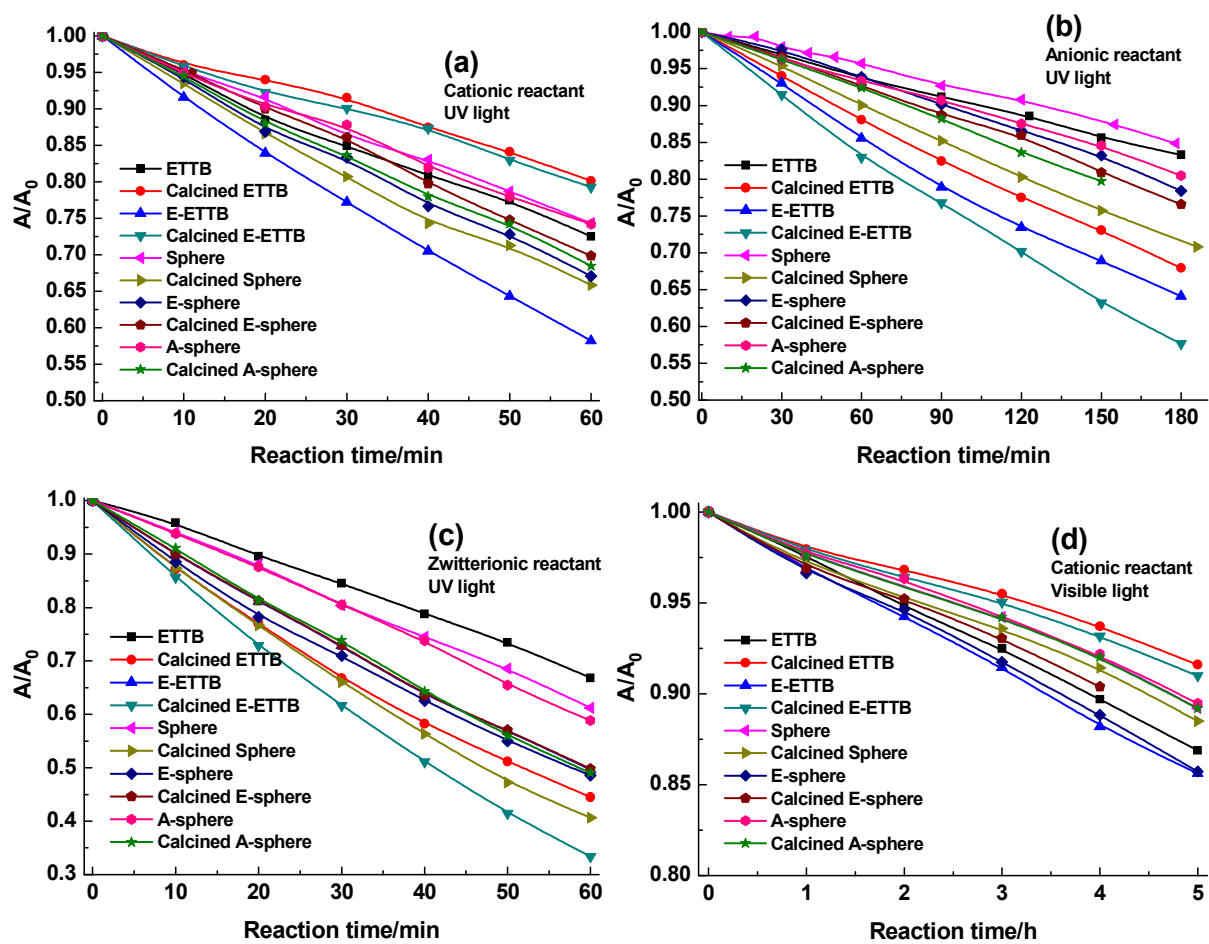 (a)
Cationic reactant
UV light
A/A0
1.00
0.95
0.90
0.85
0.80
0.75
0.70
0.65
0.60
0.55
0.50
ETTB
Calcined ETTB
E-ETTB
Calcined E-ETTB
Sphere
Calcined Sphere
E-sphere
Calcined E-sphere
A-sphere
Calcined A-sphere
0 10 20 30 40 50 60
Reaction time/min
(b)
Anionic reactant
UV light
A/A0
1.00
0.95
0.90
0.85
0.80
0.75
0.70
0.65
0.60
0.55
0.50
ETTB
Calcined ETTB
E-ETTB
Calcined E-ETTB
Sphere
Calcined Sphere
E-sphere
Calcined E-sphere
A-sphere
Calcined A-sphere
0 30 60 90 120 150 180
Reaction time/min
(c)
Zwitterionic reactant
UV light
A/A0
1.0
0.9
0.8
0.7
0.6
0.5
0.4
0.3
ETTB
Calcined ETTB
E-ETTB
Calcined E-ETTB
Sphere
Calcined Sphere
E-sphere
Calcined E-sphere
A-sphere
Calcined A-sphere
0 10 20 30 40 50 60
Reaction time/min
(d)
Cationic reactant
Visible light
A/A0
1.00
0.95
0.90
0.85
0.80
ETTB
Calcined ETTB
E-ETTB
Calcined E-ETTB
Sphere
Calcined Sphere
E-sphere
Calcined E-sphere
A-sphere
Calcined A-sphere
0 1 2 3 4 5
Reaction time/h